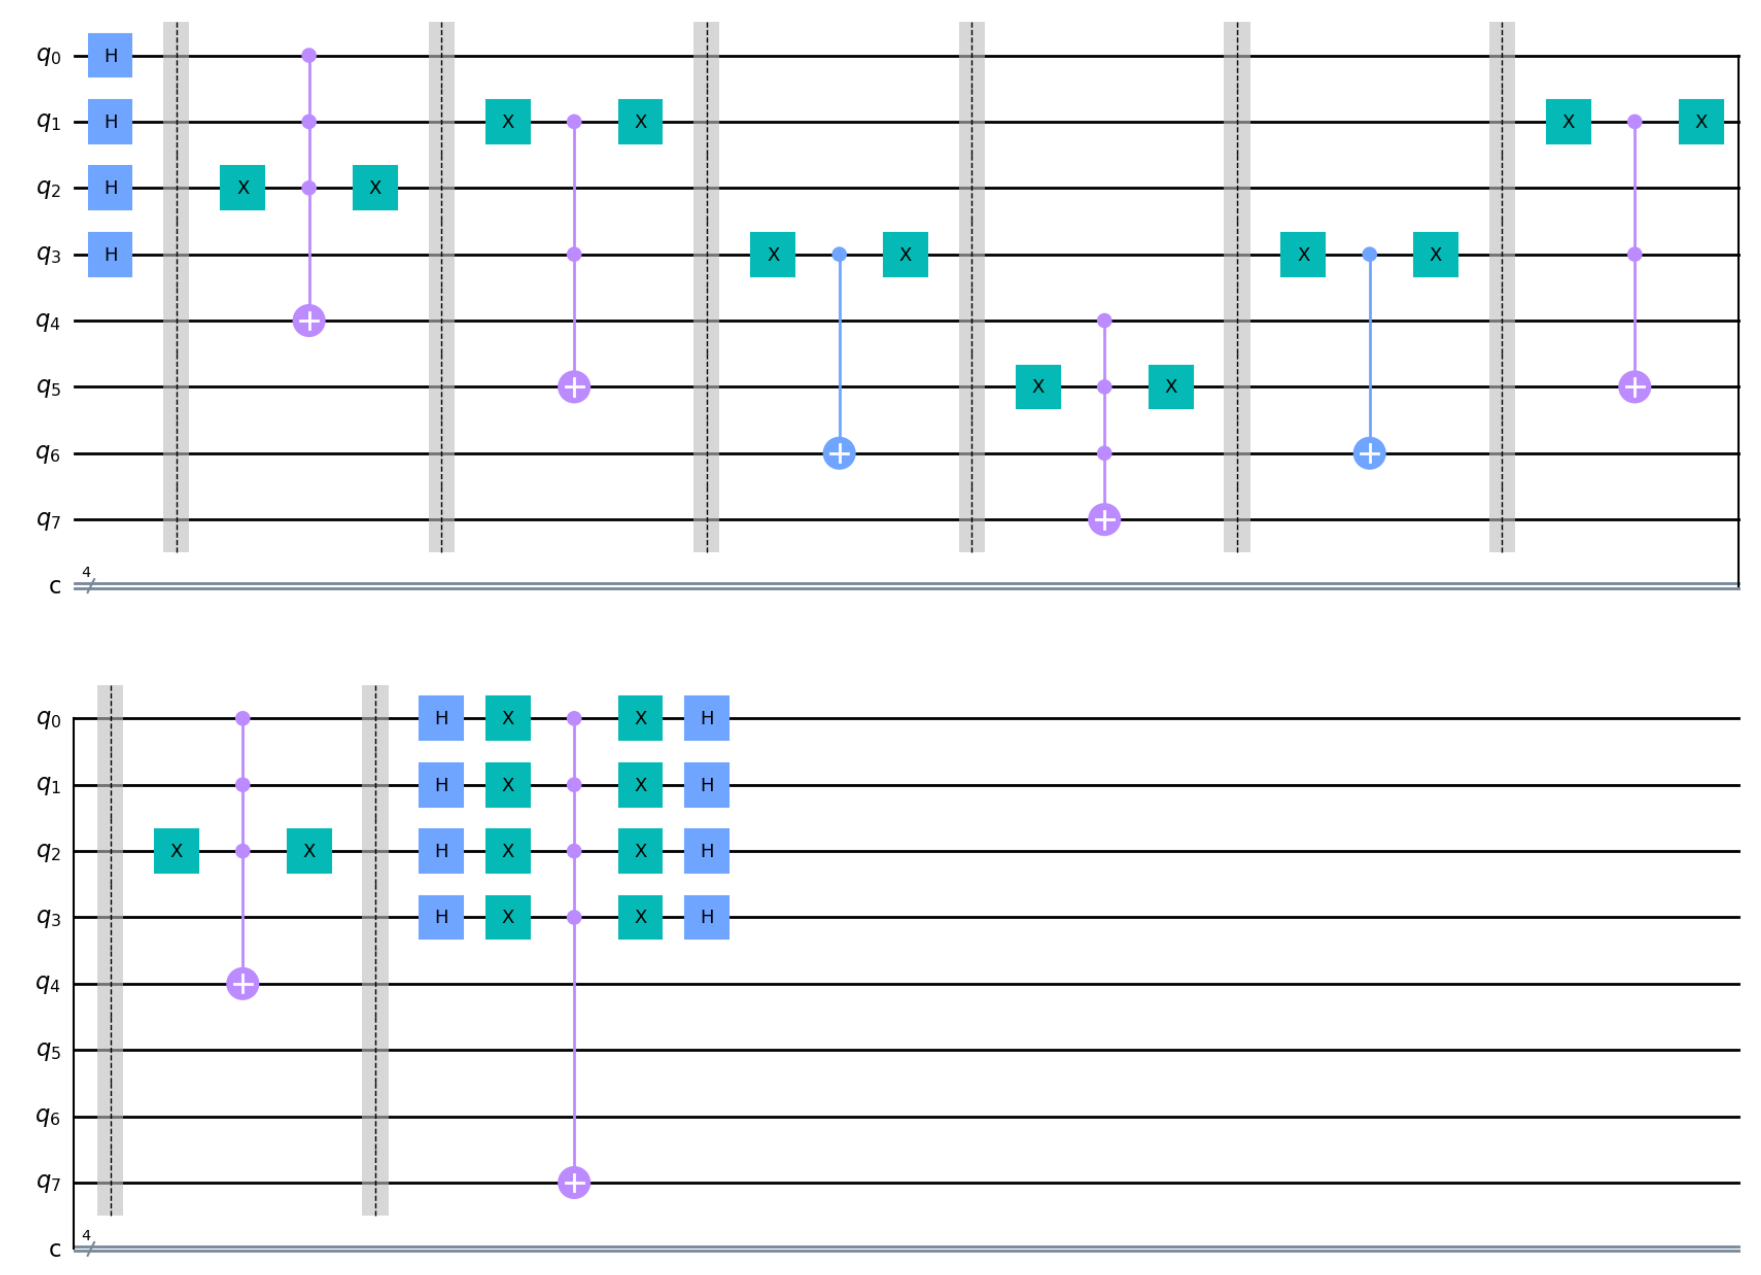 q0 H
q1 H X X X X
q2 H X X
q3 H X X X X
q4
q5 X X
q6
q7
c 4
q0 H X X H
q1 H X X H
q2 X X H X X H
q3 H X X H
q4
q5
q6
q7
c 4